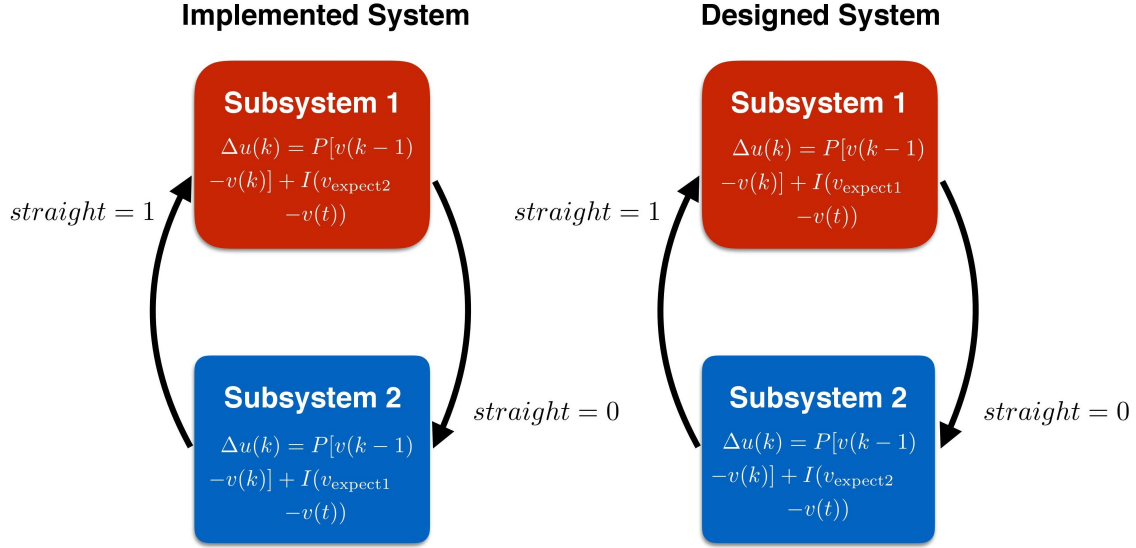 Implemented System
Subsystem 1
Δu(k) = P[v(k − 1)
−v(k)] + I(v_expect2
−v(t))
straight = 1
Subsystem 2
Δu(k) = P[v(k − 1)
−v(k)] + I(v_expect1
−v(t))
straight = 0
Designed System
Subsystem 1
Δu(k) = P[v(k − 1)
−v(k)] + I(v_expect1
−v(t))
straight = 1
Subsystem 2
Δu(k) = P[v(k − 1)
−v(k)] + I(v_expect2
−v(t))
straight = 0